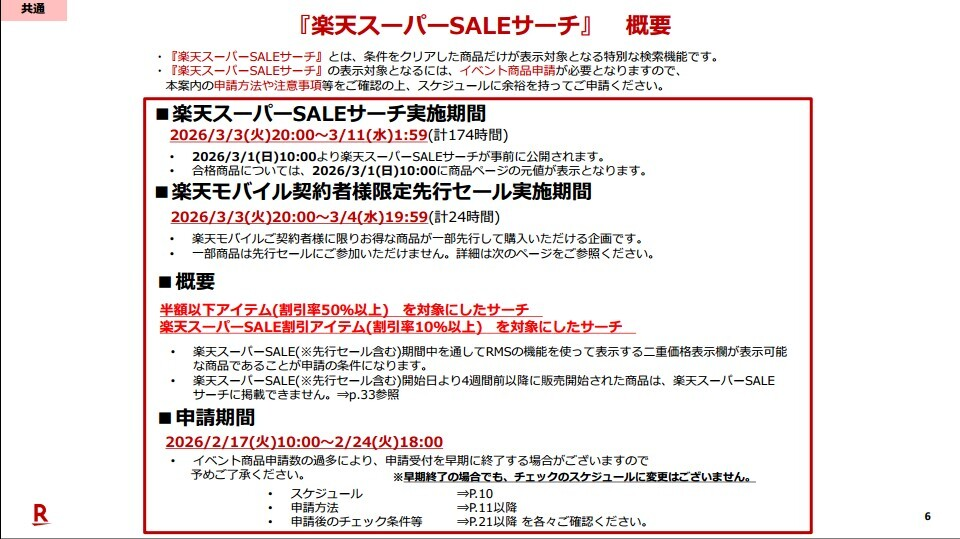 共通
『楽天スーパーSALEサーチ』　概要
・『楽天スーパーSALEサーチ』とは、条件をクリアした商品だけが表示対象となる特別な検索機能です。
・『楽天スーパーSALEサーチ』の表示対象となるには、イベント商品申請が必要となりますので、
本案内の申請方法や注意事項等をご確認の上、スケジュールに余裕を持ってご申請ください。
■楽天スーパーSALEサーチ実施期間
2026/3/3(火)20:00～3/11(水)1:59(計174時間)
• 2026/3/1(日)10:00より楽天スーパーSALEサーチが事前に公開されます。
• 合格商品については、2026/3/1(日)10:00に商品ページの元値が表示となります。
■楽天モバイル契約者様限定先行セール実施期間
2026/3/3(火)20:00～3/4(水)19:59(計24時間)
• 楽天モバイルご契約者様に限りお得な商品が一部先行して購入いただける企画です。
• 一部商品は先行セールにご参加いただけません。詳細は次のページをご参照ください。
■概要
半額以下アイテム(割引率50%以上)　を対象にしたサーチ
楽天スーパーSALE割引アイテム(割引率10%以上)　を対象にしたサーチ
• 楽天スーパーSALE(※先行セール含む)期間中を通してRMSの機能を使って表示する二重価格表示欄が表示可能
な商品であることが申請の条件になります。
• 楽天スーパーSALE(※先行セール含む)開始日より4週間前以降に販売開始された商品は、楽天スーパーSALE
サーチに掲載できません。⇒p.33参照
■申請期間
2026/2/17(火)10:00～2/24(火)18:00
• イベント商品申請数の過多により、申請受付を早期に終了する場合がございますので
予めご了承ください。 ※早期終了の場合でも、チェックのスケジュールに変更はございません。
• スケジュール ⇒P.10
• 申請方法 ⇒P.11以降
• 申請後のチェック条件等 ⇒P.21以降 を各々ご確認ください。
R
6